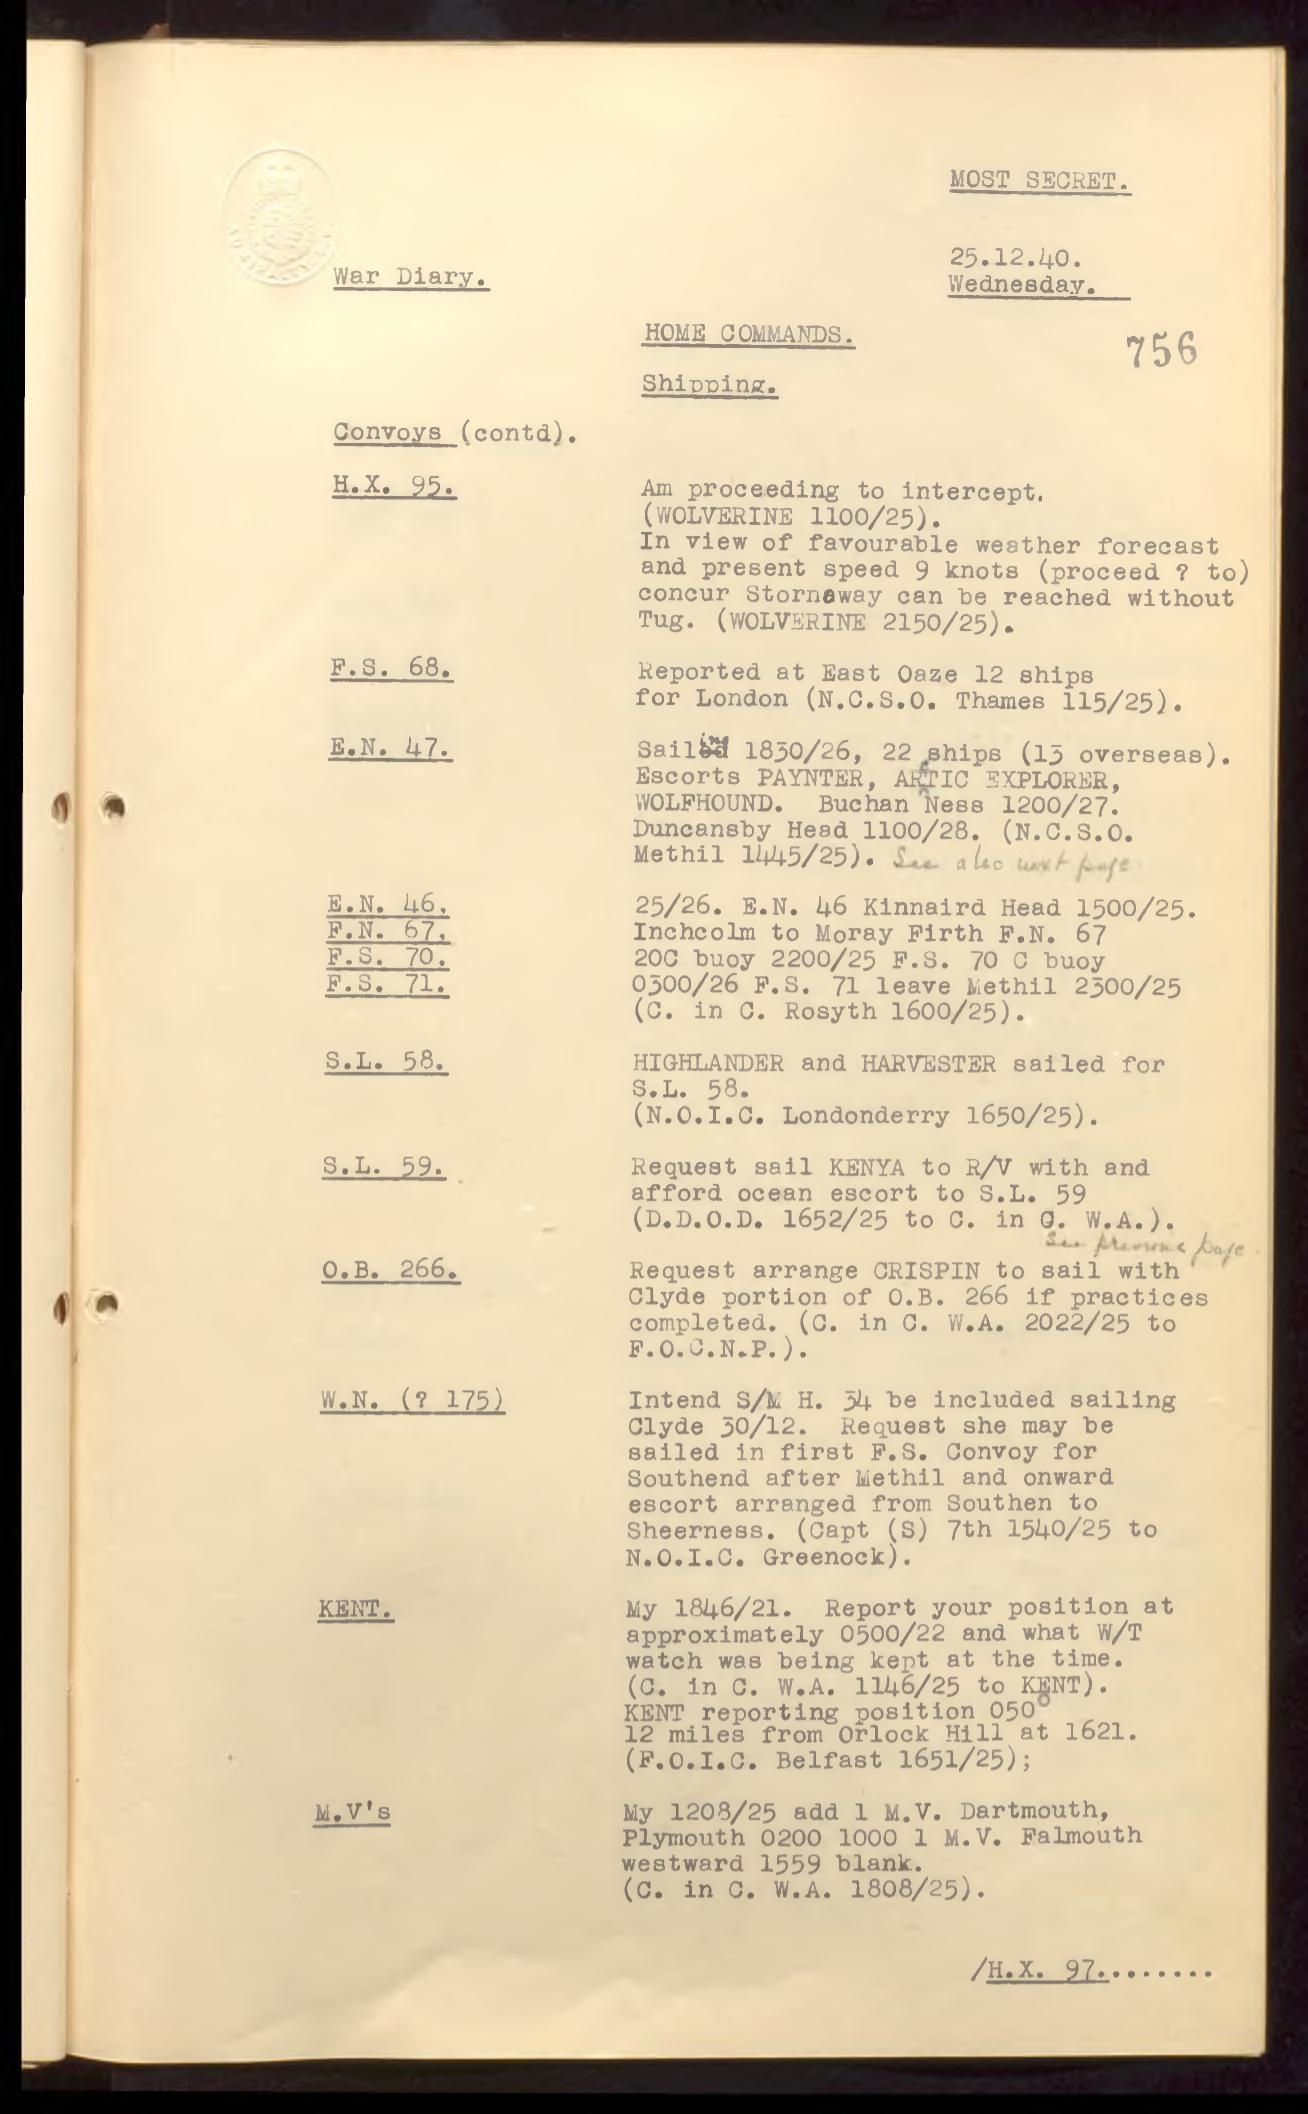 MOST SECRET.
25.12.40.
War Diary.
Wednesday.
HOME COMMANDS.
756
Shipping.
Convoys (contd).
H.X. 95.
Am proceeding to intercept.
(WOLVERINE 1100/25).
In view of favourable weather forecast
and present speed 9 knots (proceed ? to)
concur Stornaway can be reached without
Tug. (WOLVERINE 2150/25).
F.S. 68.
Reported at East Oaze 12 ships
for London (N.C.S.O. Thames 115/25).
E.N. 47.
Sailing 1830/26, 22 ships (13 overseas).
Escorts PAYNTER, ARCTIC EXPLORER,
WOLFHOUND. Buchan Ness 1200/27.
Duncansby Head 1100/28. (N.C.S.O.
Methil 1445/25). See also next page
E.N. 46,
F.N. 67,
F.S. 70.
F.S. 71.
25/26. E.N. 46 Kinnaird Head 1500/25.
Inchcolm to Moray Firth F.N. 67
20C buoy 2200/25 F.S. 70 C buoy
0300/26 F.S. 71 leave Methil 2300/25
(C. in C. Rosyth 1600/25).
S.L. 58.
HIGHLANDER and HARVESTER sailed for
S.L. 58.
(N.O.I.C. Londonderry 1650/25).
S.L. 59.
Request sail KENYA to R/V with and
afford ocean escort to S.L. 59
(D.D.O.D. 1652/25 to C. in C. W.A.).
See previous page
O.B. 266.
Request arrange CRISPIN to sail with
Clyde portion of O.B. 266 if practices
completed. (C. in C. W.A. 2022/25 to
F.O.C.N.P.).
W.N. (? 175)
Intend S/M H. 34 be included sailing
Clyde 30/12. Request she may be
sailed in first F.S. Convoy for
Southend after Methil and onward
escort arranged from Southen to
Sheerness. (Capt (S) 7th 1540/25 to
N.O.I.C. Greenock).
KENT.
My 1846/21. Report your position at
approximately 0500/22 and what W/T
watch was being kept at the time.
(C. in C. W.A. 1146/25 to KENT).
KENT reporting position 050°
12 miles from Orlock Hill at 1621.
(F.O.I.C. Belfast 1651/25);
M.V's
My 1208/25 add 1 M.V. Dartmouth,
Plymouth 0200 1000 1 M.V. Falmouth
westward 1559 blank.
(C. in C. W.A. 1808/25).
/H.X. 97........